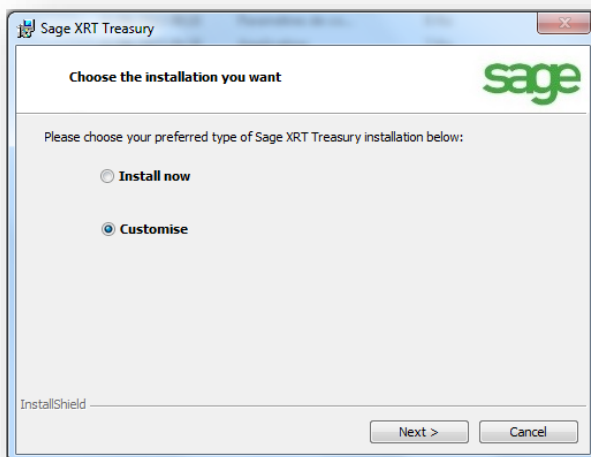 Sage XRT Treasury
Choose the installation you want
sage
Please choose your preferred type of Sage XRT Treasury installation below:
Install now
Customise
InstallShield
Next >
Cancel